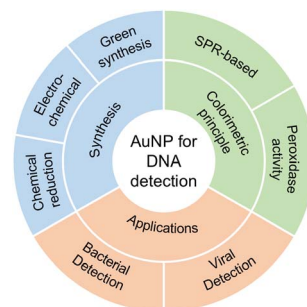 Green synthesis
Electro-
chemical
Chemical reduction
Synthesis
SPR-based
Peroxidase
activity
Colorimetric
principle
AuNP for
DNA
detection
Applications
Bacterial
Detection
Viral
Detection